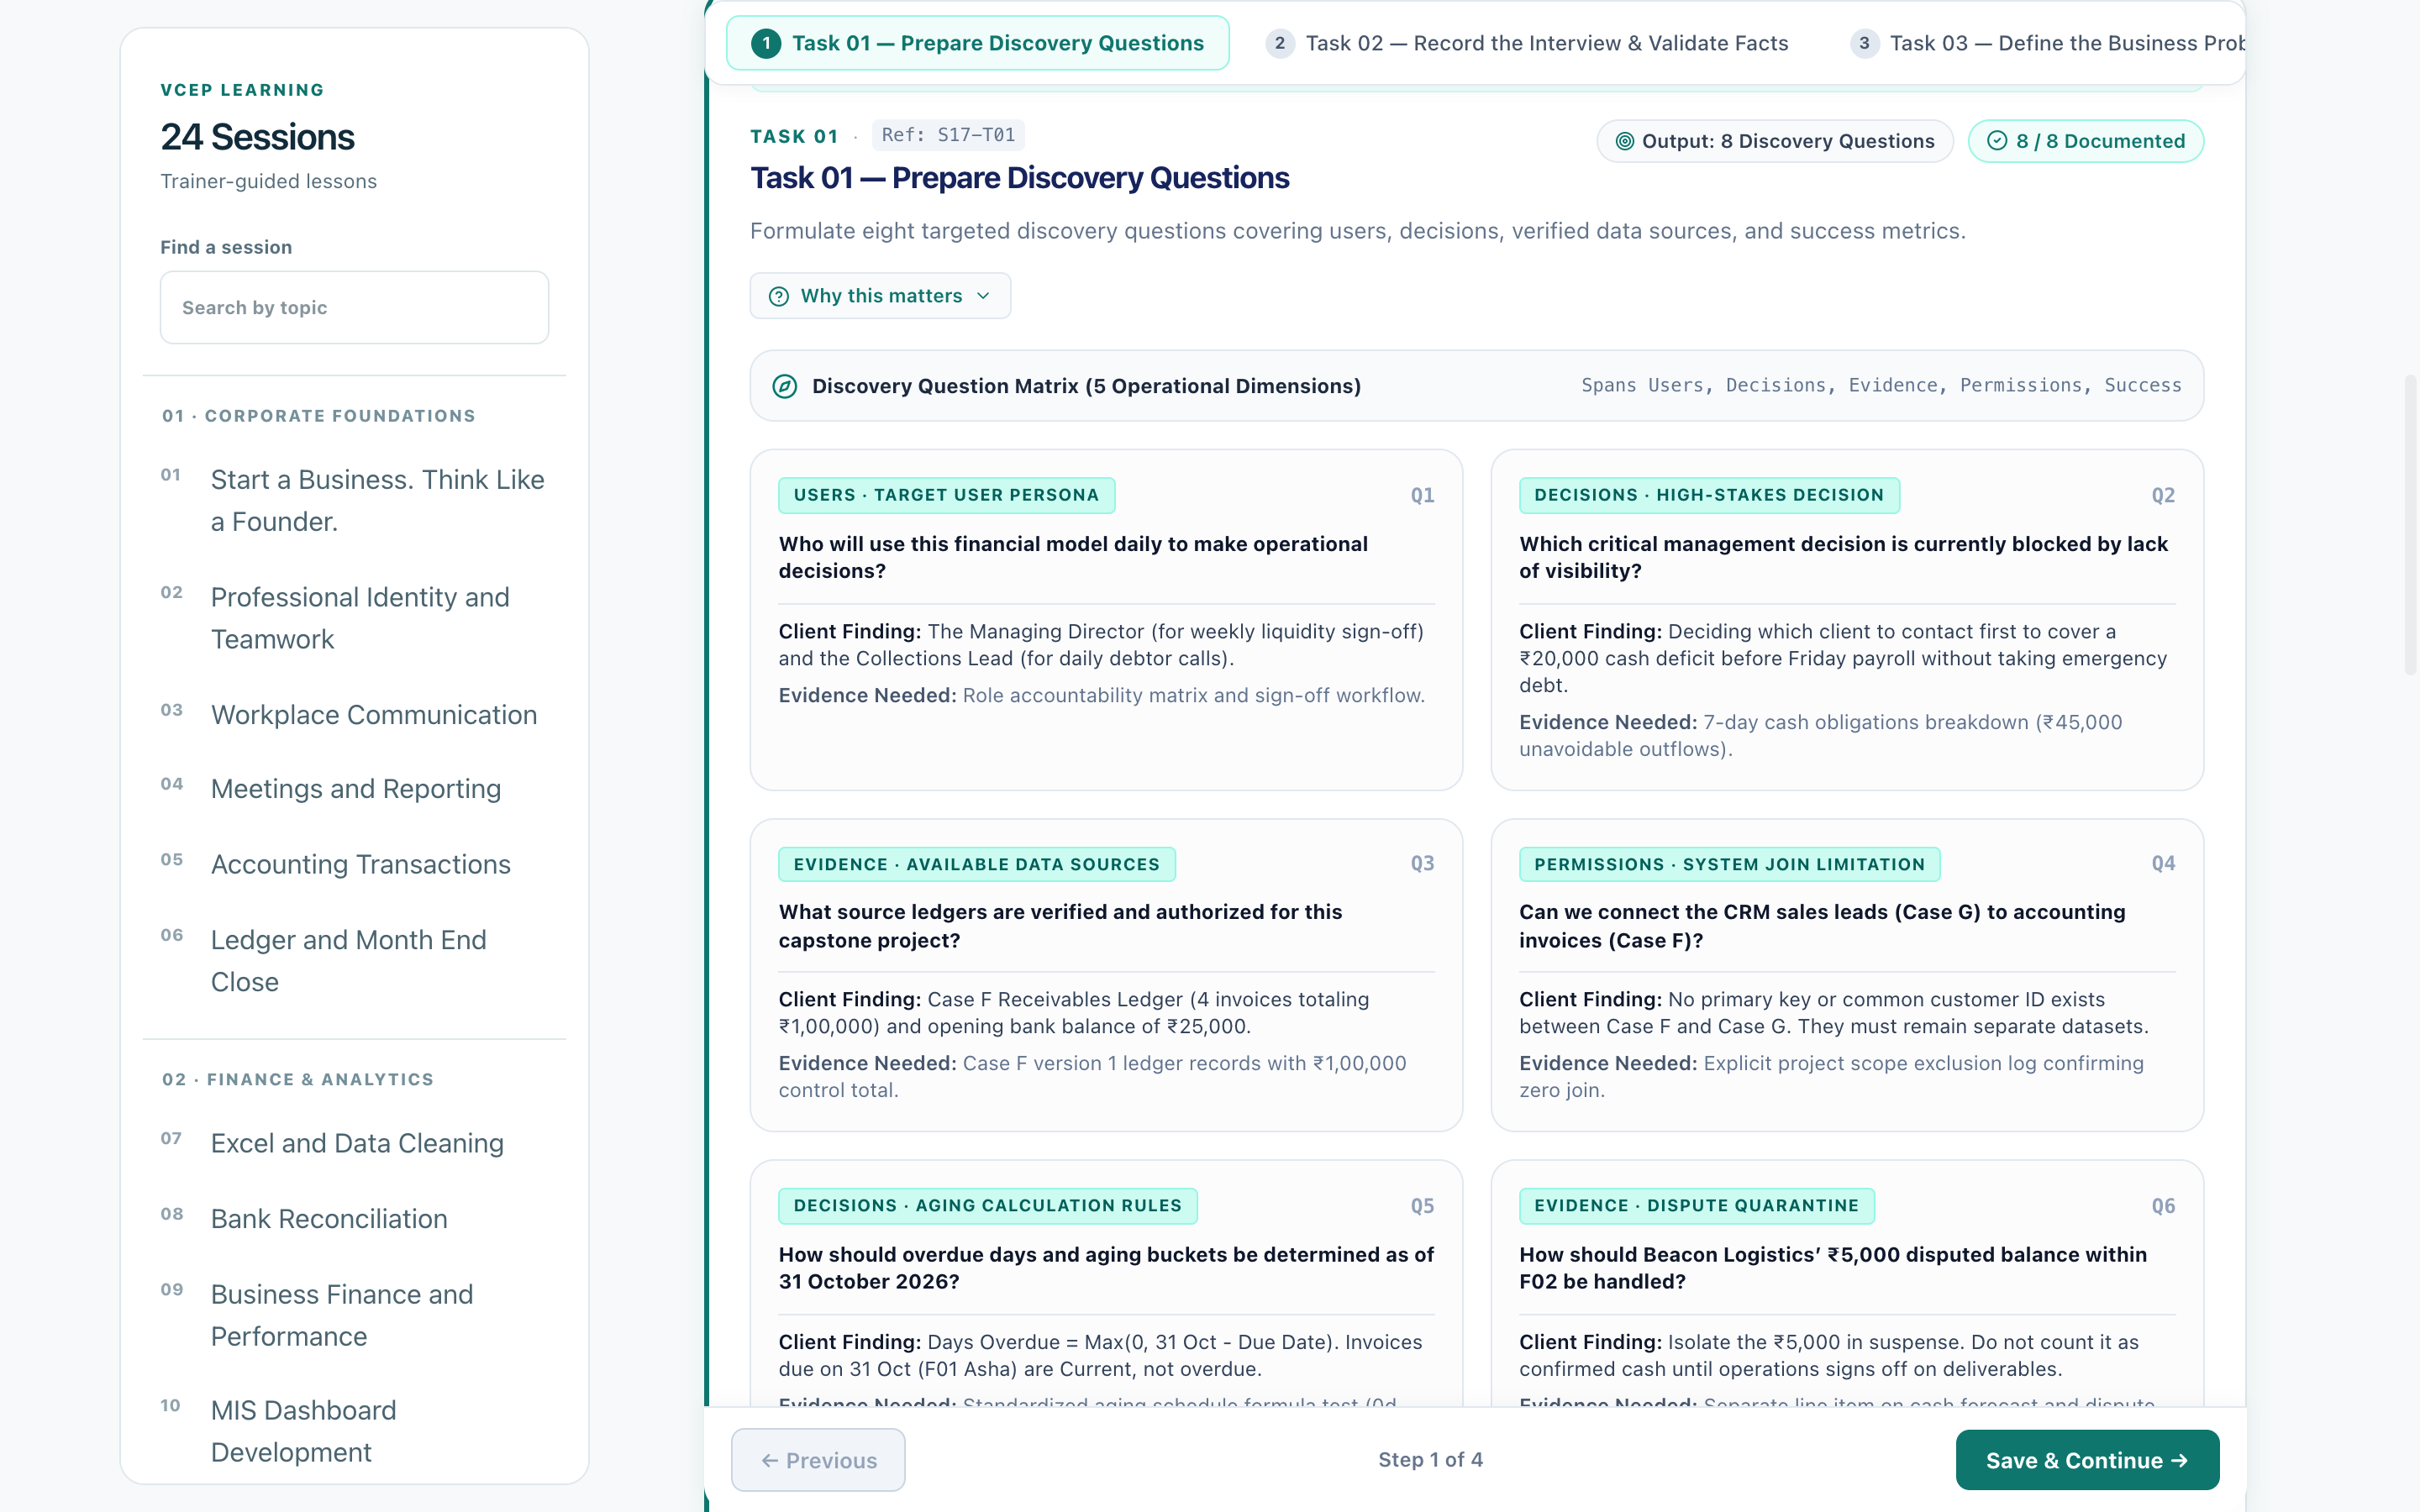 VCEP LEARNING
24 Sessions
Trainer-guided lessons
Find a session
Search by topic
01 · CORPORATE FOUNDATIONS
01 Start a Business. Think Like
a Founder.
02 Professional Identity and
Teamwork
03 Workplace Communication
04 Meetings and Reporting
05 Accounting Transactions
06 Ledger and Month End
Close
02 · FINANCE & ANALYTICS
07 Excel and Data Cleaning
08 Bank Reconciliation
09 Business Finance and
Performance
10 MIS Dashboard
Development
1 Task 01 — Prepare Discovery Questions
2 Task 02 — Record the Interview & Validate Facts
3 Task 03 — Define the Business Prob
TASK 01 · Ref: S17-T01
Output: 8 Discovery Questions
8 / 8 Documented
Task 01 — Prepare Discovery Questions
Formulate eight targeted discovery questions covering users, decisions, verified data sources, and success metrics.
Why this matters
Discovery Question Matrix (5 Operational Dimensions)
Spans Users, Decisions, Evidence, Permissions, Success
USERS · TARGET USER PERSONA Q1
Who will use this financial model daily to make operational
decisions?
Client Finding: The Managing Director (for weekly liquidity sign-off)
and the Collections Lead (for daily debtor calls).
Evidence Needed: Role accountability matrix and sign-off workflow.
DECISIONS · HIGH-STAKES DECISION Q2
Which critical management decision is currently blocked by lack
of visibility?
Client Finding: Deciding which client to contact first to cover a
₹20,000 cash deficit before Friday payroll without taking emergency
debt.
Evidence Needed: 7-day cash obligations breakdown (₹45,000
unavoidable outflows).
EVIDENCE · AVAILABLE DATA SOURCES Q3
What source ledgers are verified and authorized for this
capstone project?
Client Finding: Case F Receivables Ledger (4 invoices totaling
₹1,00,000) and opening bank balance of ₹25,000.
Evidence Needed: Case F version 1 ledger records with ₹1,00,000
control total.
PERMISSIONS · SYSTEM JOIN LIMITATION Q4
Can we connect the CRM sales leads (Case G) to accounting
invoices (Case F)?
Client Finding: No primary key or common customer ID exists
between Case F and Case G. They must remain separate datasets.
Evidence Needed: Explicit project scope exclusion log confirming
zero join.
DECISIONS · AGING CALCULATION RULES Q5
How should overdue days and aging buckets be determined as of
31 October 2026?
Client Finding: Days Overdue = Max(0, 31 Oct - Due Date). Invoices
due on 31 Oct (F01 Asha) are Current, not overdue.
Evidence Needed: Standardized aging schedule formula test (0d,
EVIDENCE · DISPUTE QUARANTINE Q6
How should Beacon Logistics’ ₹5,000 disputed balance within
F02 be handled?
Client Finding: Isolate the ₹5,000 in suspense. Do not count it as
confirmed cash until operations signs off on deliverables.
Evidence Needed: Separate line item on cash forecast and dispute
← Previous
Step 1 of 4
Save & Continue →